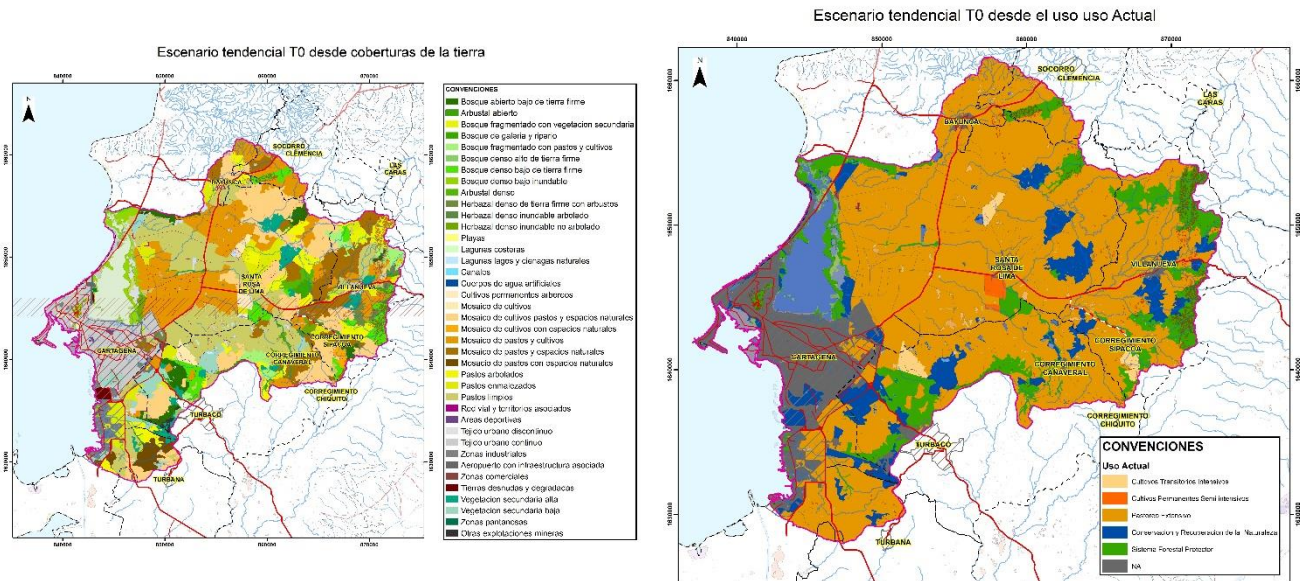 Escenario tendencial T0 desde coberturas de la tierra
SOCORRO
CLEMENCIA
LAS
CARAS
BAYUNCA
SANTA
ROSA
DE LIMA
VILLANUEVA
CARTAGENA
CORREGIMIENTO
SIPACOA
CORREGIMIENTO
CAÑAVERAL
CORREGIMIENTO
CHIQUITO
TURBACO
TURBANA
CONVENCIONES
Bosque abierto bajo de tierra firme
Arbustal abierto
Bosque fragmentado con vegetacion secundaria
Bosque de galeria y ripario
Bosque fragmentado con pastos y cultivos
Bosque denso alto de tierra firme
Bosque denso bajo de tierra firme
Bosque denso bajo inundable
Arbustal denso
Herbazal denso de tierra firme con arbustos
Herbazal denso inundable arbolado
Herbazal denso inundable no arbolado
Playas
Lagunas costeras
Lagunas lagos y cienagas naturales
Canales
Cuerpos de agua artificiales
Cultivos permanentes arboreos
Mosaico de cultivos
Mosaico de cultivos pastos y espacios naturales
Mosaico de cultivos con espacios naturales
Mosaico de pastos y cultivos
Mosaico de pastos y espacios naturales
Mosaico de pastos con espacios naturales
Pastos arbolados
Pastos enmalezados
Pastos limpios
Red vial y territorios asociados
Areas deportivas
Tejico urbano discontinuo
Tejico urbano continuo
Zonas industriales
Aeropuerto con infraestructura asociada
Zonas comerciales
Tierras desnudas y degradadas
Vegetacion secundaria alta
Vegetacion secundaria baja
Zonas pantanosas
Otras explotaciones mineras
Escenario tendencial T0 desde el uso uso Actual
840000 850000 860000 870000
N
SOCORRO
CLEMENCIA
LAS
CARAS
BAYUNCA
SANTA
ROSA DE
LIMA
VILLANUEVA
CARTAGENA
CORREGIMIENTO
SIPACOA
CORREGIMIENTO
CAÑAVERAL
CORREGIMIENTO
CHIQUITO
TURBACO
TURBANA
CONVENCIONES
Uso Actual
Cultivos Transitorios Intensivos
Cultivos Permanentes Semi intensivos
Pastoreo Extensivo
Conservacion y Recuperacion de la Naturaleza
Sistema Forestal Protector
NA